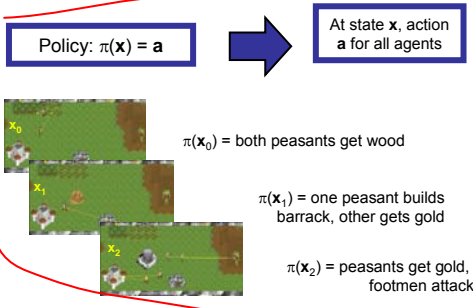 Policy: π(x) = a
At state x, action
a for all agents
x0
π(x0) = both peasants get wood
x1
π(x1) = one peasant builds
barrack, other gets gold
x2
π(x2) = peasants get gold,
footmen attack